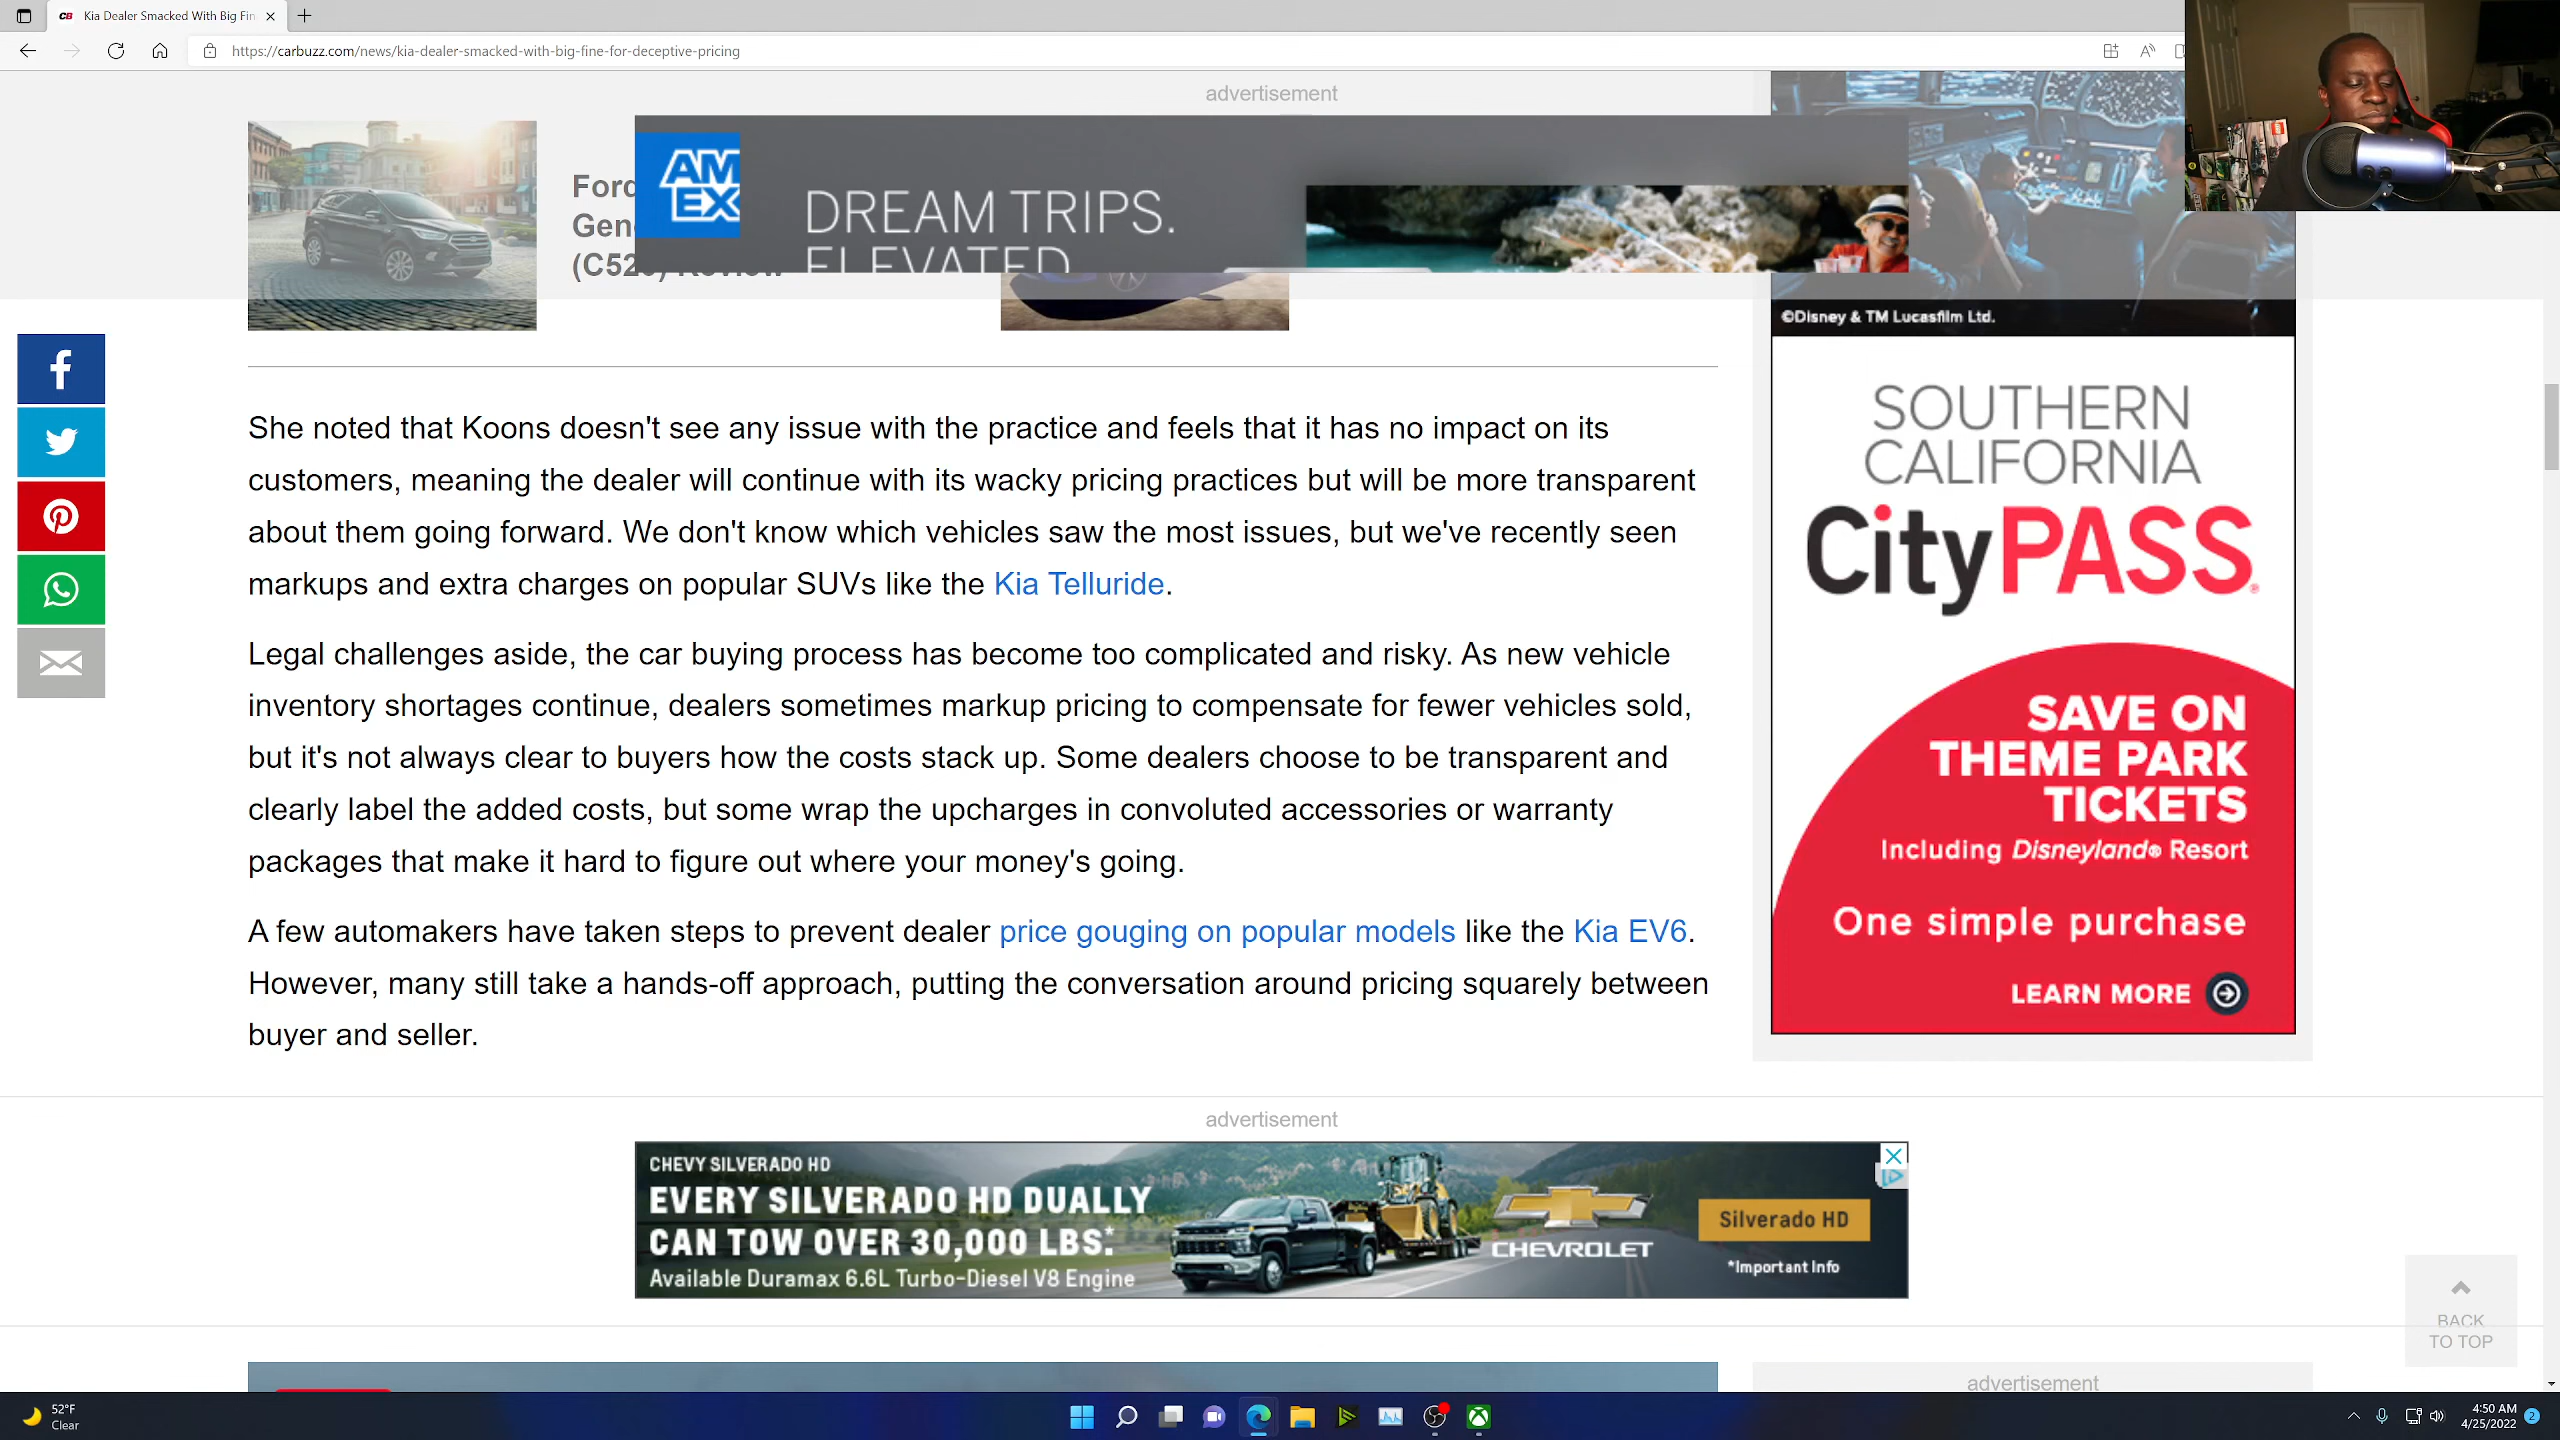 Kia Dealer Smacked With Big Fin
https://carbuzz.com/news/kia-dealer-smacked-with-big-fine-for-deceptive-pricing
advertisement
Ford
Gen
(C52
Review
AM
EX
DREAM TRIPS.
ELEVATED
©Disney & TM Lucasfilm Ltd.
She noted that Koons doesn't see any issue with the practice and feels that it has no impact on its
customers, meaning the dealer will continue with its wacky pricing practices but will be more transparent
about them going forward. We don't know which vehicles saw the most issues, but we've recently seen
markups and extra charges on popular SUVs like the Kia Telluride.
Legal challenges aside, the car buying process has become too complicated and risky. As new vehicle
inventory shortages continue, dealers sometimes markup pricing to compensate for fewer vehicles sold,
but it's not always clear to buyers how the costs stack up. Some dealers choose to be transparent and
clearly label the added costs, but some wrap the upcharges in convoluted accessories or warranty
packages that make it hard to figure out where your money's going.
A few automakers have taken steps to prevent dealer price gouging on popular models like the Kia EV6.
However, many still take a hands-off approach, putting the conversation around pricing squarely between
buyer and seller.
SOUTHERN
CALIFORNIA
CityPASS®
SAVE ON
THEME PARK
TICKETS
Including Disneyland® Resort
One simple purchase
LEARN MORE
advertisement
CHEVY SILVERADO HD
EVERY SILVERADO HD DUALLY
CAN TOW OVER 30,000 LBS.*
Available Duramax 6.6L Turbo-Diesel V8 Engine
CHEVROLET
Silverado HD
*Important Info
BACK
TO TOP
advertisement
52°F
Clear
4:50 AM
4/25/2022
2